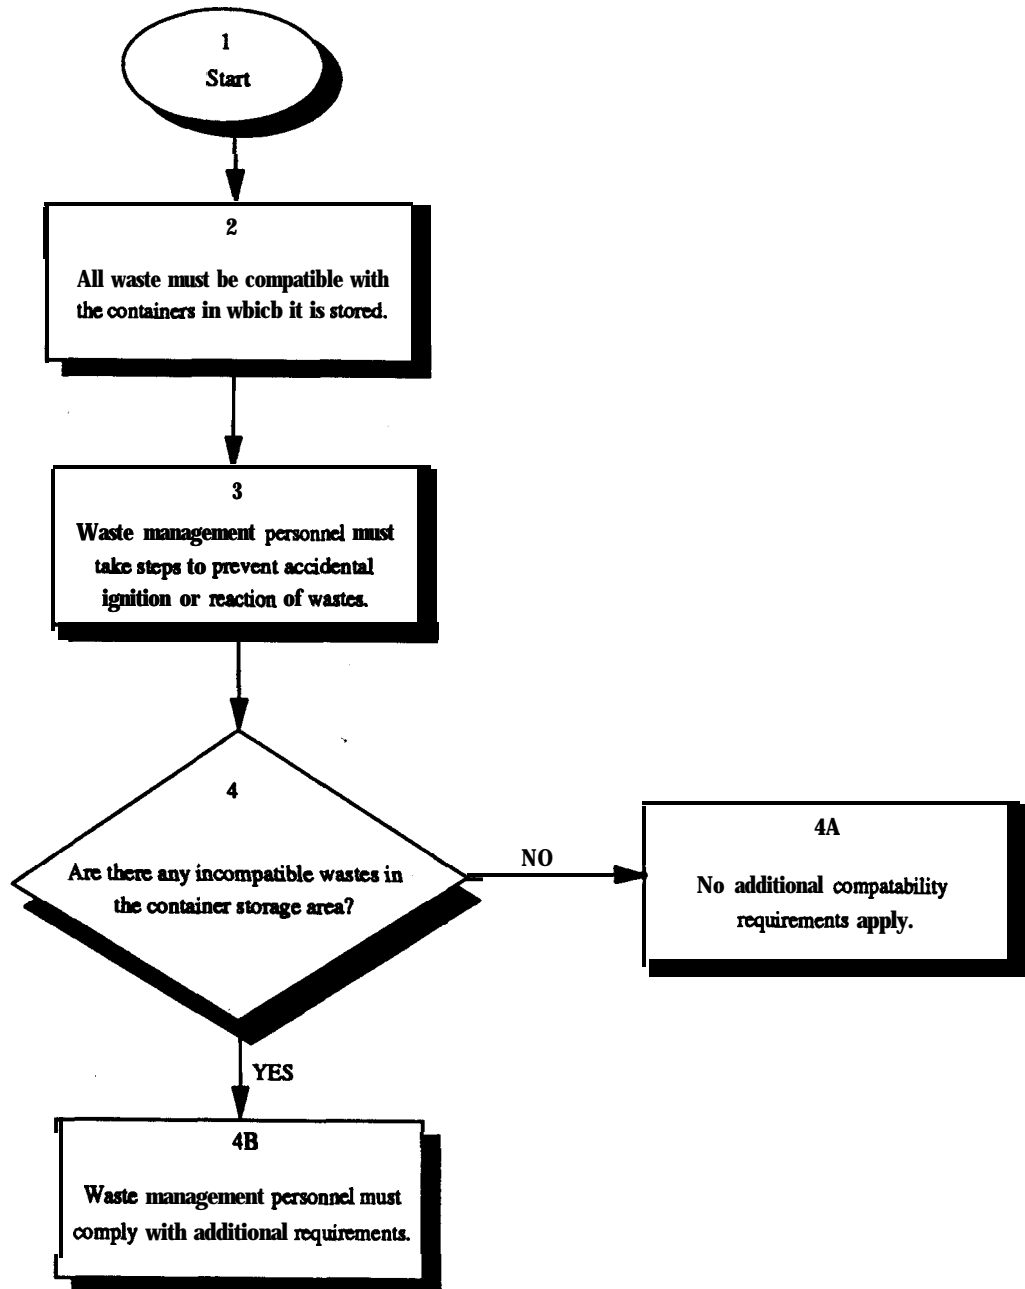 1
Start
2
All waste must be compatible with
the containers in wbicb it is stored.
3
Waste management personnel must
take steps to prevent accidental
ignition or reaction of wastes.
4
Are there any incompatible wastes in
the container storage area?
NO
4A
No additional compatability
requirements apply.
YES
4B
Waste management personnel must
comply with additional requirements.